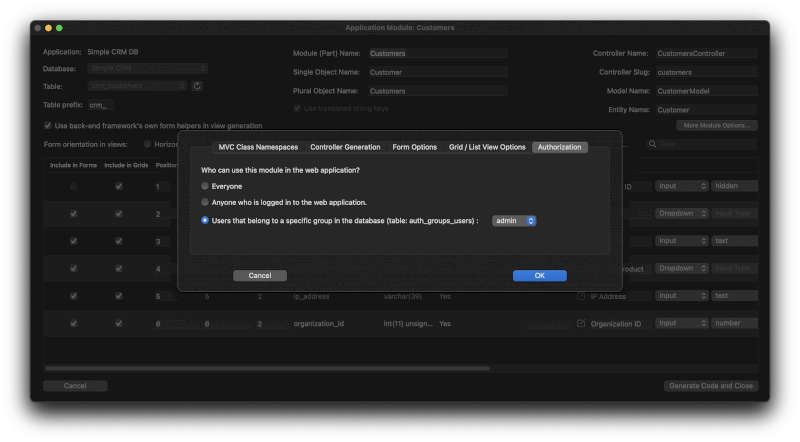 Application Module: Customers
Application: Simple CRM DB
Module (Part) Name: Customers
Controller Name: CustomersController
Database: Simple CRM
Single Object Name: Customer
Controller Slug: customers
Table: crm_customers
Plural Object Name: Customers
Model Name: CustomerModel
Table prefix: crm_
Use translated string keys
Entity Name: Customer
Use back-end framework's own form helpers in view generation
More Module Options...
Form orientation in views: Horizon
Filter
MVC Class Namespaces Controller Generation Form Options Grid / List View Options Authorization
Include in Forms Include in Grids Position
Who can use this module in the web application?
Everyone
Anyone who is logged in to the web application.
Users that belong to a specific group in the database (table: auth_groups_users) : admin
Cancel OK
1 ID Input hidden
2 Dropdown Input Type
3 Input text
4 oduct Dropdown Input Type
5 5 2 ip_address varchar(39) Yes IP Address Input text
6 6 2 organization_id int(11) unsign... Yes Organization ID Input number
Cancel Generate Code and Close